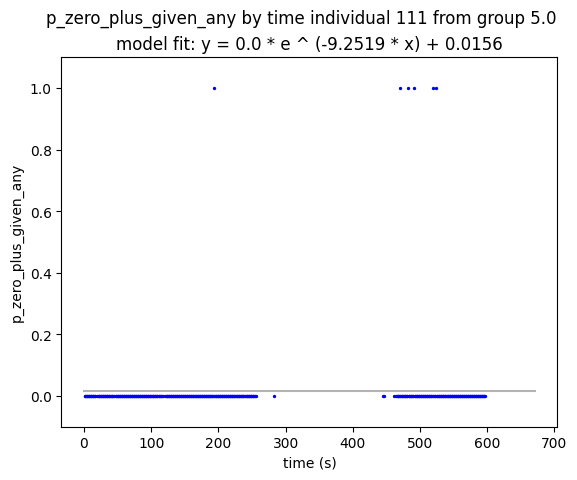 p_zero_plus_given_any by time individual 111 from group 5.0
model fit: y = 0.0 * e ^ (-9.2519 * x) + 0.0156
1.0
0.8
0.6
0.4
0.2
0.0
p_zero_plus_given_any
0 100 200 300 400 500 600 700
time (s)